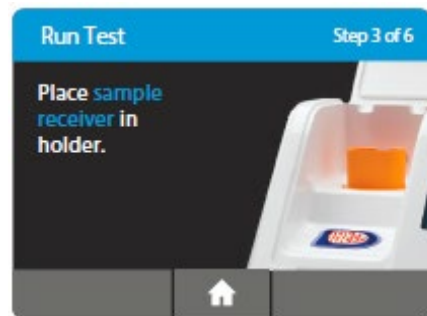 Run Test
Step 3 of 6
Place sample
receiver in
holder.